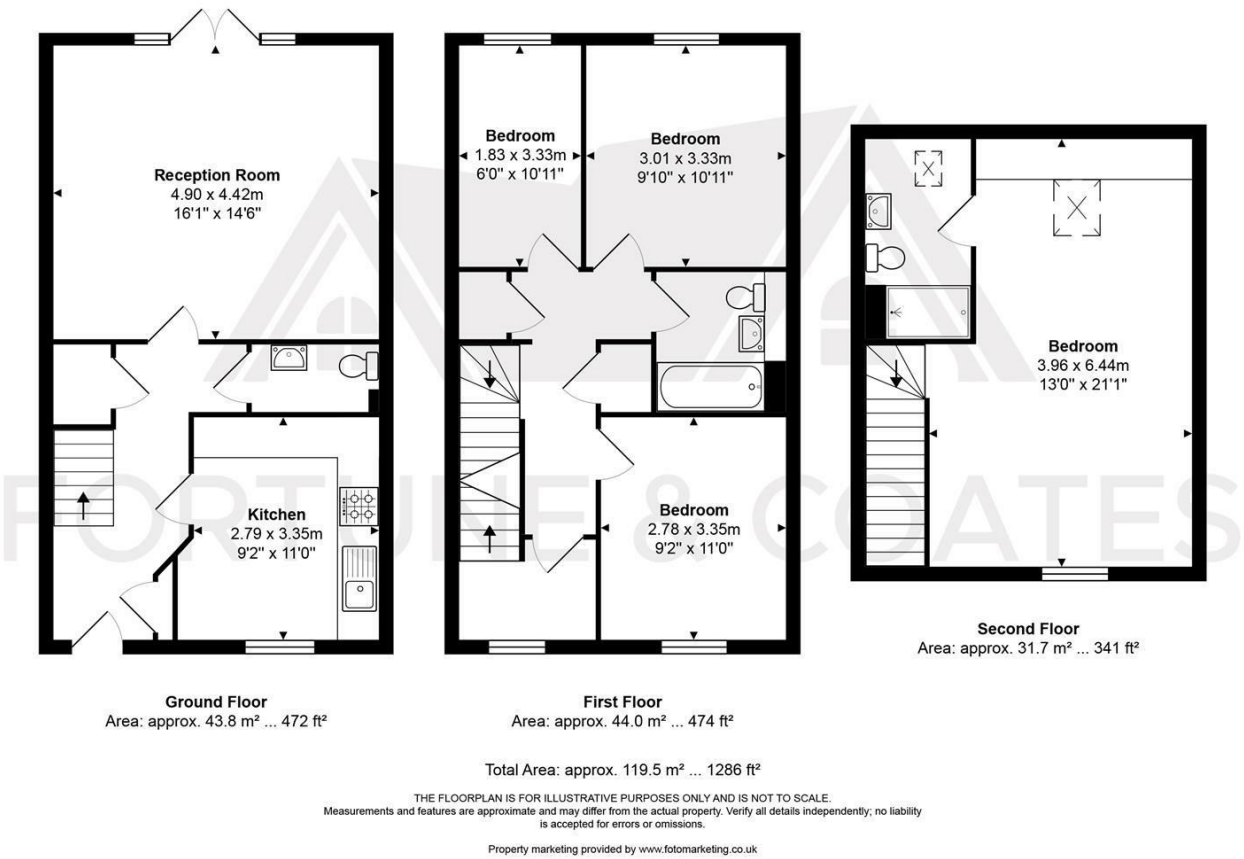 Reception Room
4.90 x 4.42m
16'1" x 14'6"
Kitchen
2.79 x 3.35m
9'2" x 11'0"
Ground Floor
Area: approx. 43.8 m² ... 472 ft²
Bedroom
1.83 x 3.33m
6'0" x 10'11"
Bedroom
3.01 x 3.33m
9'10" x 10'11"
Bedroom
2.78 x 3.35m
9'2" x 11'0"
First Floor
Area: approx. 44.0 m² ... 474 ft²
Bedroom
3.96 x 6.44m
13'0" x 21'1"
Second Floor
Area: approx. 31.7 m² ... 341 ft²
FORTUNE & COATES
Total Area: approx. 119.5 m² ... 1286 ft²
THE FLOORPLAN IS FOR ILLUSTRATIVE PURPOSES ONLY AND IS NOT TO SCALE.
Measurements and features are approximate and may differ from the actual property. Verify all details independently; no liability
is accepted for errors or omissions.
Property marketing provided by www.fotomarketing.co.uk